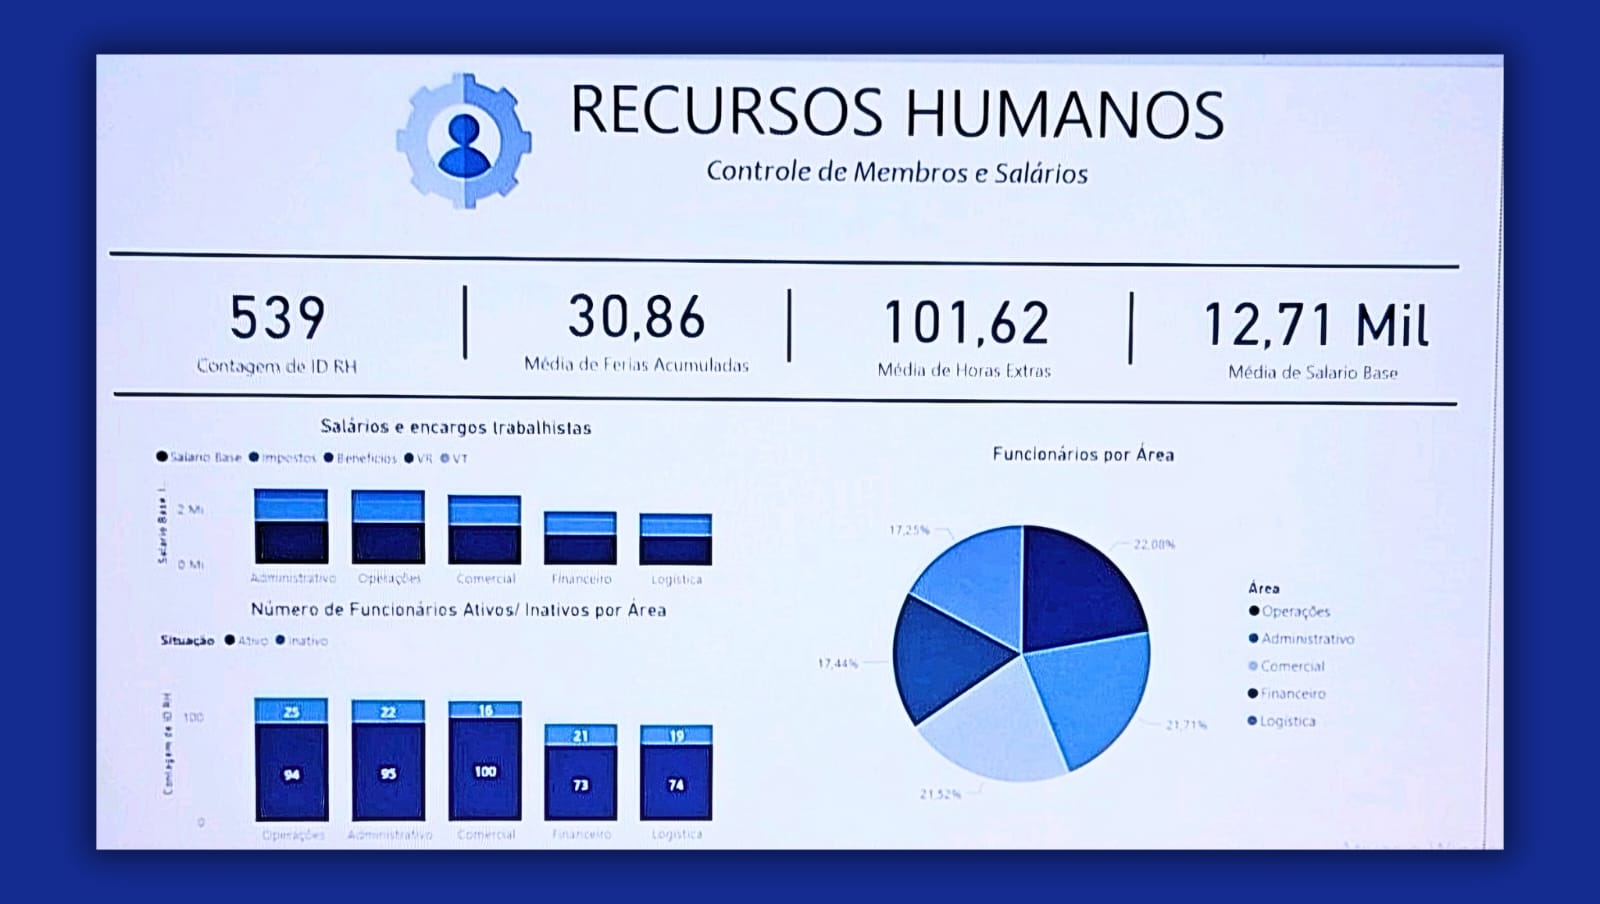 RECURSOS HUMANOS
Controle de Membros e Salários
539
Contagem de ID RH
30,86
Média de Ferias Acumuladas
101,62
Média de Horas Extras
12,71 Mil
Média de Salario Base
Salários e encargos trabalhistas
Salario Base Impostos Beneficios VR VT
Salario Base
2 Mi
0 Mi
Administrativo Operações Comercial Financeiro Logística
Número de Funcionários Ativos/ Inativos por Área
Situação Ativo Inativo
Contagem de ID RH
100
0
25 22 16 21 19
94 95 100 73 74
Operações Administrativo Comercial Financeiro Logística
Funcionários por Área
17,25%
22,08%
17,44%
21,71%
21,52%
Área
Operações
Administrativo
Comercial
Financeiro
Logística